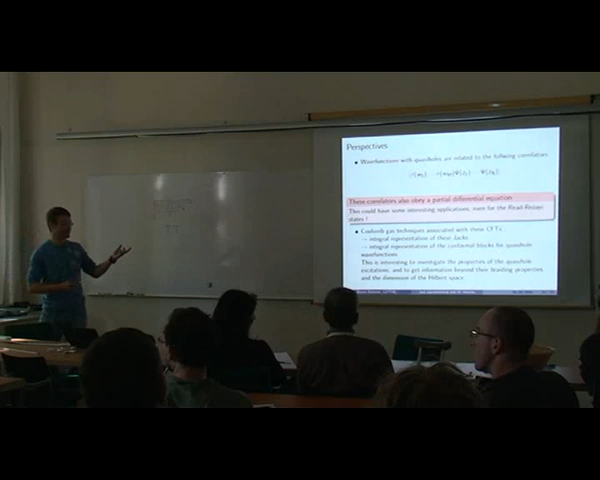 Perspectives
• Wavefunctions with quasiholes are related to the following correlators
These correlators also obey a partial differential equation
This could have some interesting applications, even for the Read-Rezayi
states !
• Coulomb gas techniques associated with these CFTs :
→ integral representation of these Jacks
→ integral representation of the conformal blocks for quasihole
wavefunctions
This is interesting to investigate the properties of the quasihole
excitations, and to get information beyond their braiding properties
and the dimension of the Hilbert space.